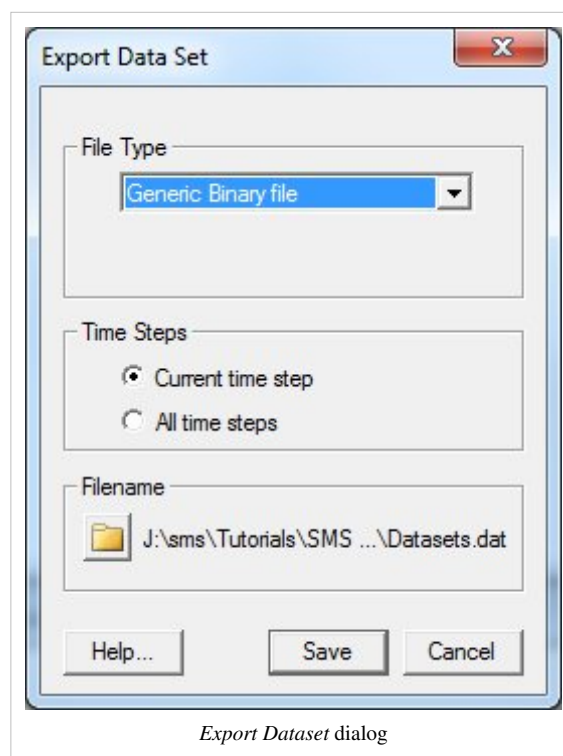 Export Data Set
File Type
Generic Binary file
Time Steps
Current time step
All time steps
Filename
J:\sms\Tutorials\SMS ...\Datasets.dat
Help...
Save
Cancel
Export Dataset dialog